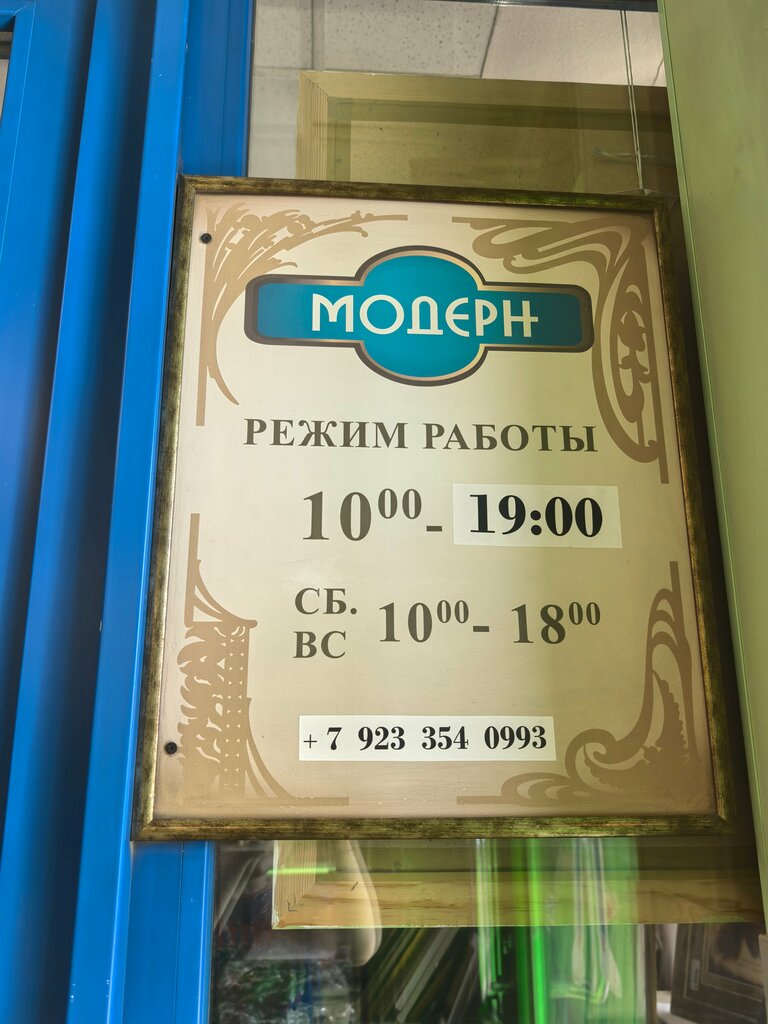 МОДЕРН
РЕЖИМ РАБОТЫ
10⁰⁰- 19:00
СБ. ВС 10⁰⁰- 18⁰⁰
+ 7 923 354 0993